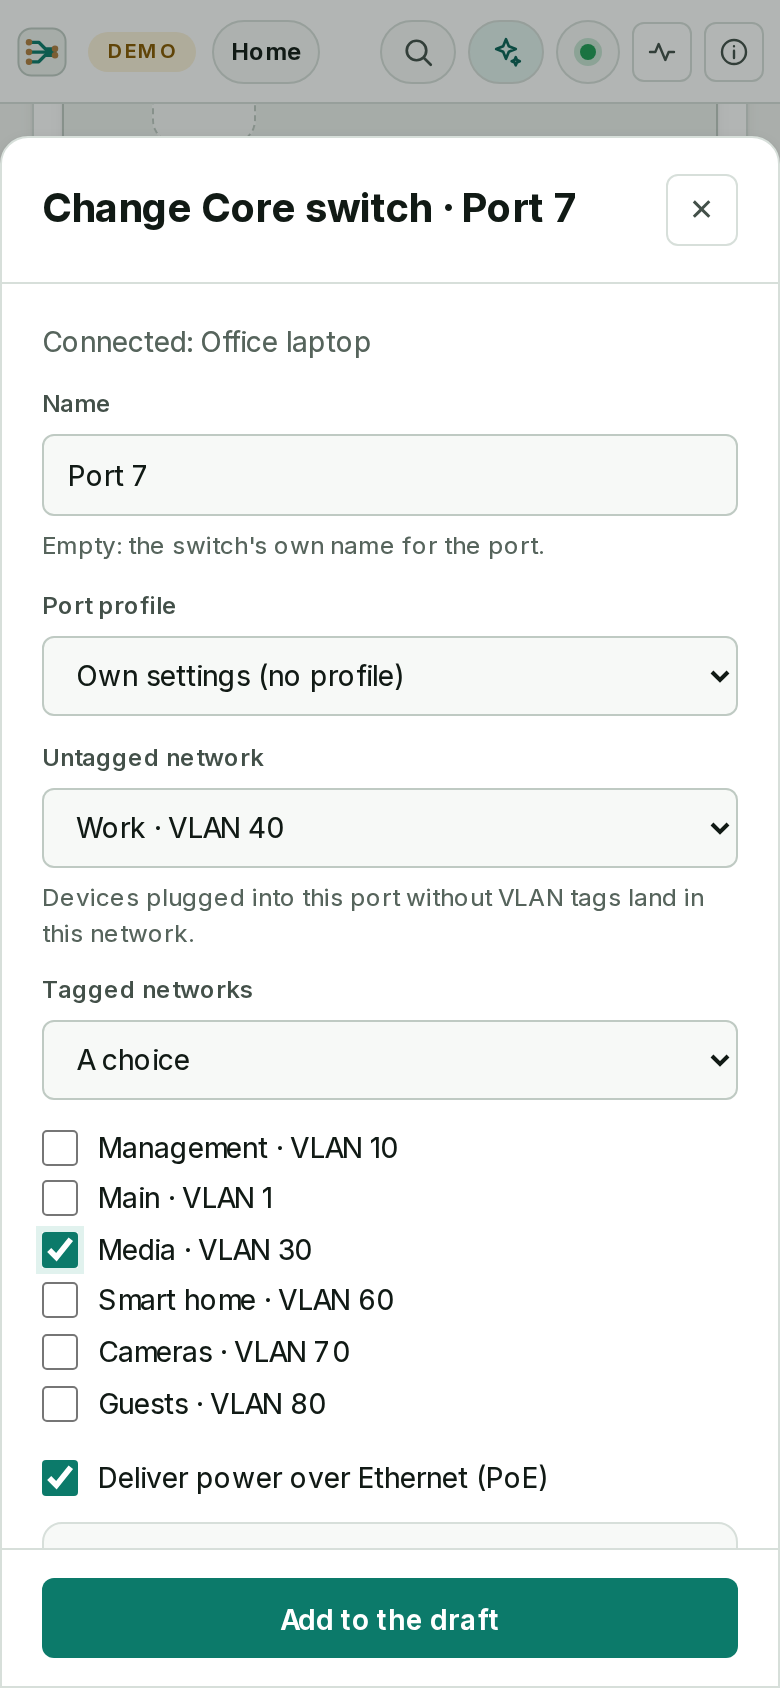 DEMO
Home
Change Core switch · Port 7
Connected: Office laptop
Name
Port 7
Empty: the switch's own name for the port.
Port profile
Own settings (no profile)
Untagged network
Work · VLAN 40
Devices plugged into this port without VLAN tags land in
this network.
Tagged networks
A choice
Management · VLAN 10
Main · VLAN 1
Media · VLAN 30
Smart home · VLAN 60
Cameras · VLAN 70
Guests · VLAN 80
Deliver power over Ethernet (PoE)
Add to the draft